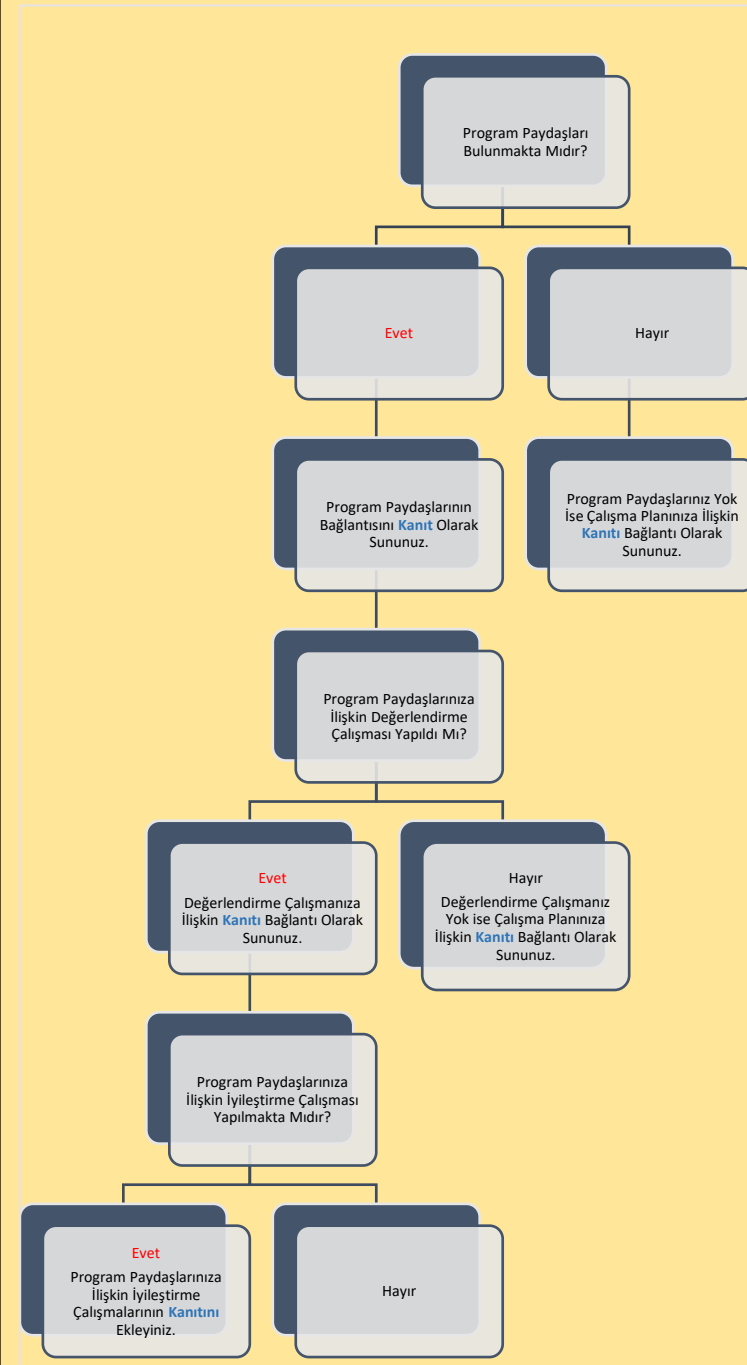 Program Paydaşları
Bulunmakta Mıdır?
Evet
Hayır
Program Paydaşlarının
Bağlantısını Kanıt Olarak
Sununuz.
Program Paydaşlarınız Yok
İse Çalışma Planınıza İlişkin
Kanıtı Bağlantı Olarak
Sununuz.
Program Paydaşlarınıza
İlişkin Değerlendirme
Çalışması Yapıldı Mı?
Evet
Değerlendirme Çalışmanıza
İlişkin Kanıtı Bağlantı Olarak
Sununuz.
Hayır
Değerlendirme Çalışmanız
Yok ise Çalışma Planınıza
İlişkin Kanıtı Bağlantı Olarak
Sununuz.
Program Paydaşlarınıza
İlişkin İyileştirme Çalışması
Yapılmakta Mıdır?
Evet
Program Paydaşlarınıza
İlişkin İyileştirme
Çalışmalarının Kanıtını
Ekleyiniz.
Hayır